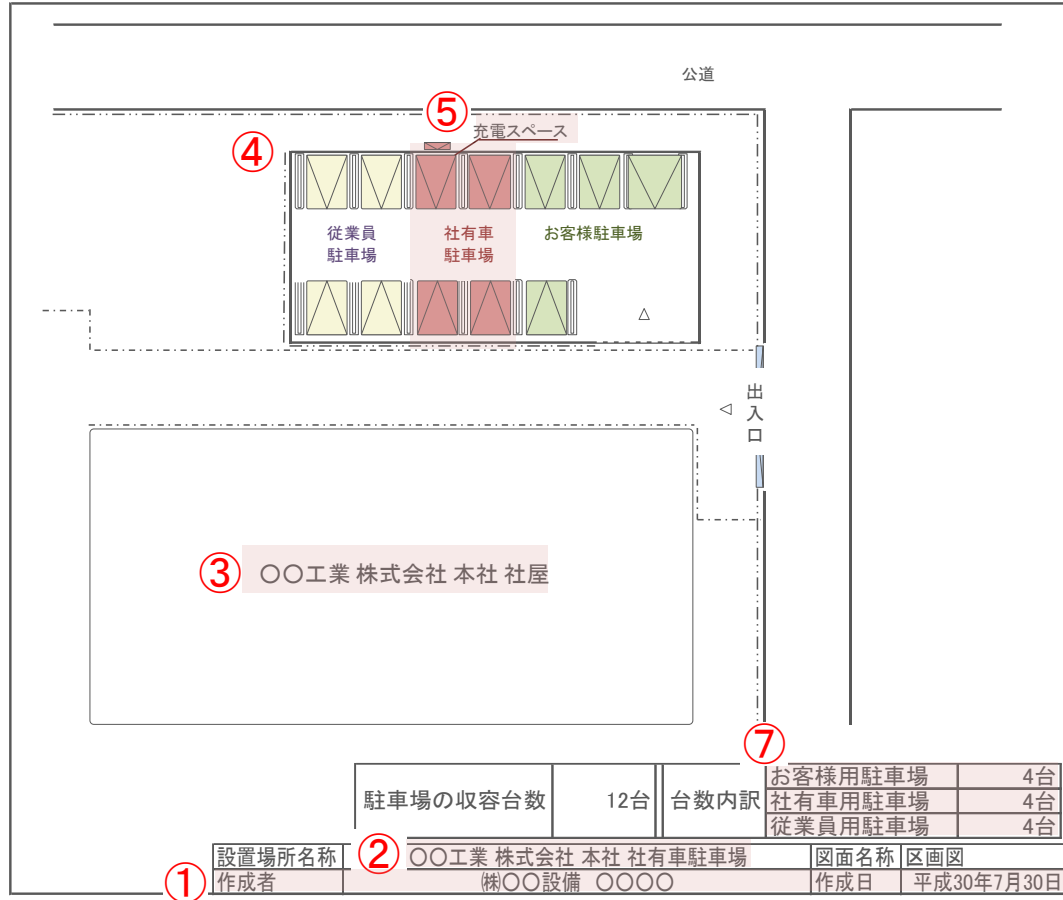 公道
⑤
充電スペース
④
従業員
駐車場
社有車
駐車場
お客様駐車場
出
入
口
③ 〇〇工業 株式会社 本社 社屋
⑦
駐車場の収容台数 12台 台数内訳
お客様用駐車場 4台
社有車用駐車場 4台
従業員用駐車場 4台
設置場所名称 ② 〇〇工業 株式会社 本社 社有車駐車場 図面名称 区画図
① 作成者 ㈱〇〇設備 〇〇〇〇 作成日 平成30年7月30日